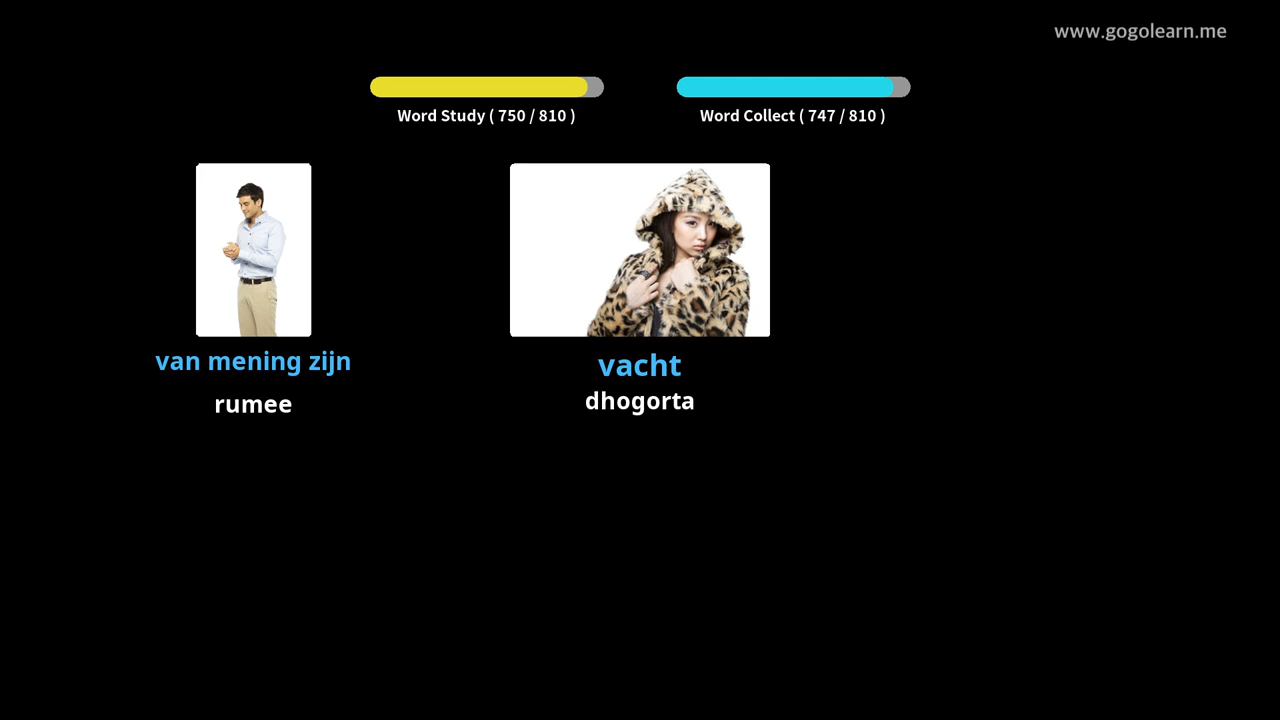 www.gogolearn.me
Word Study ( 750 / 810 )
Word Collect ( 747 / 810 )
van mening zijn
rumee
vacht
dhogorta